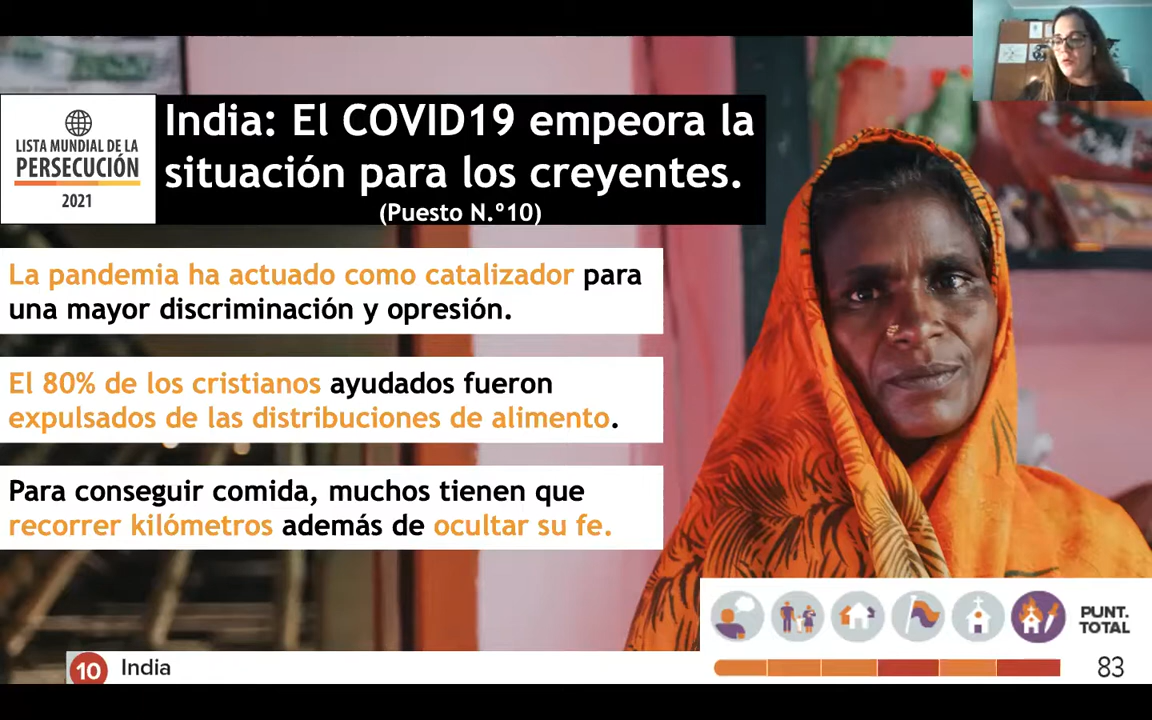 LISTA MUNDIAL DE LA
PERSECUCIÓN
2021
India: El COVID19 empeora la
situación para los creyentes.
(Puesto N.º10)
La pandemia ha actuado como catalizador para
una mayor discriminación y opresión.
El 80% de los cristianos ayudados fueron
expulsados de las distribuciones de alimento.
Para conseguir comida, muchos tienen que
recorrer kilómetros además de ocultar su fe.
PUNT.
TOTAL
10 India
83